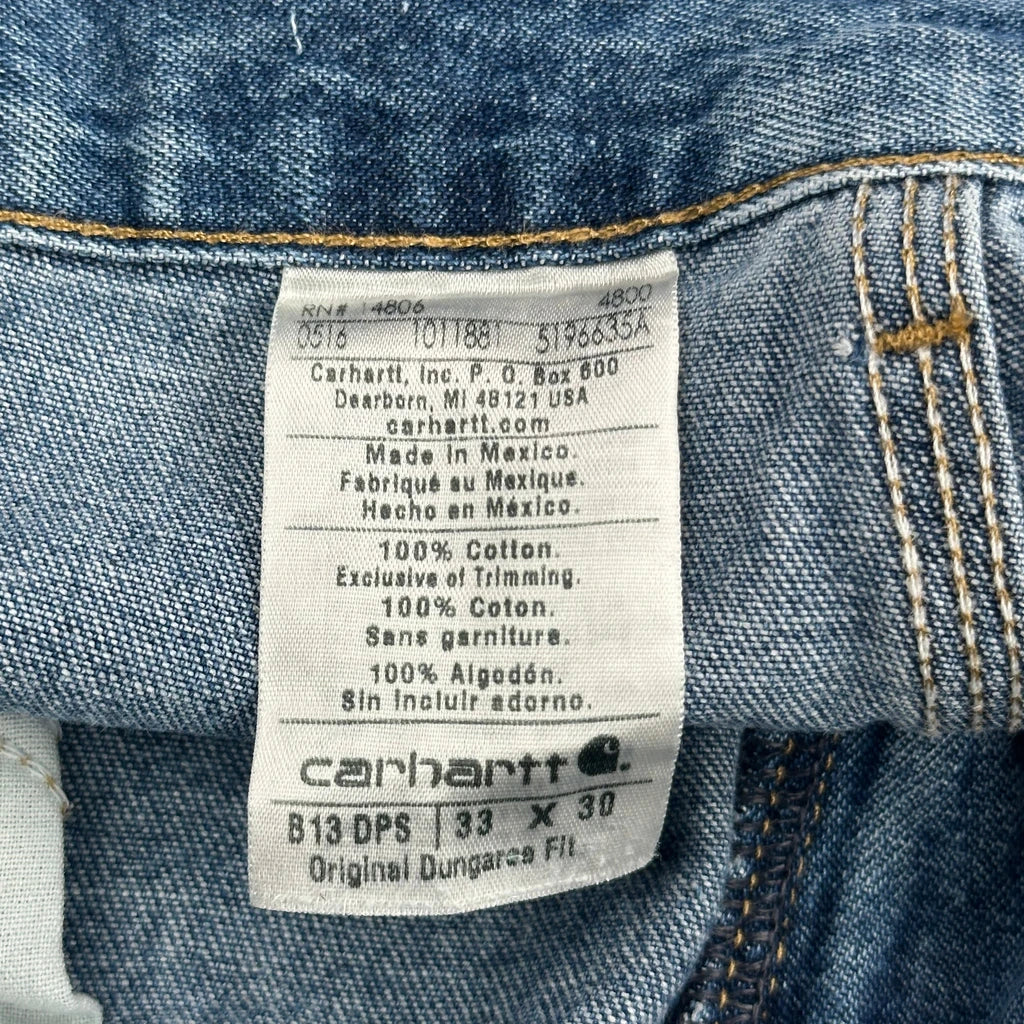 RN# 14806 4800
0516 1011881 5196635A
Carhartt, Inc. P. O. Box 600
Dearborn, MI 48121 USA
carhartt.com
Made in Mexico.
Fabriqué au Mexique.
Hecho en México.
100% Cotton.
Exclusive of Trimming.
100% Coton.
Sans garniture.
100% Algodón.
Sin incluir adorno.
carhartt
B13 DPS | 33 X 30
Original Dungaree Fit